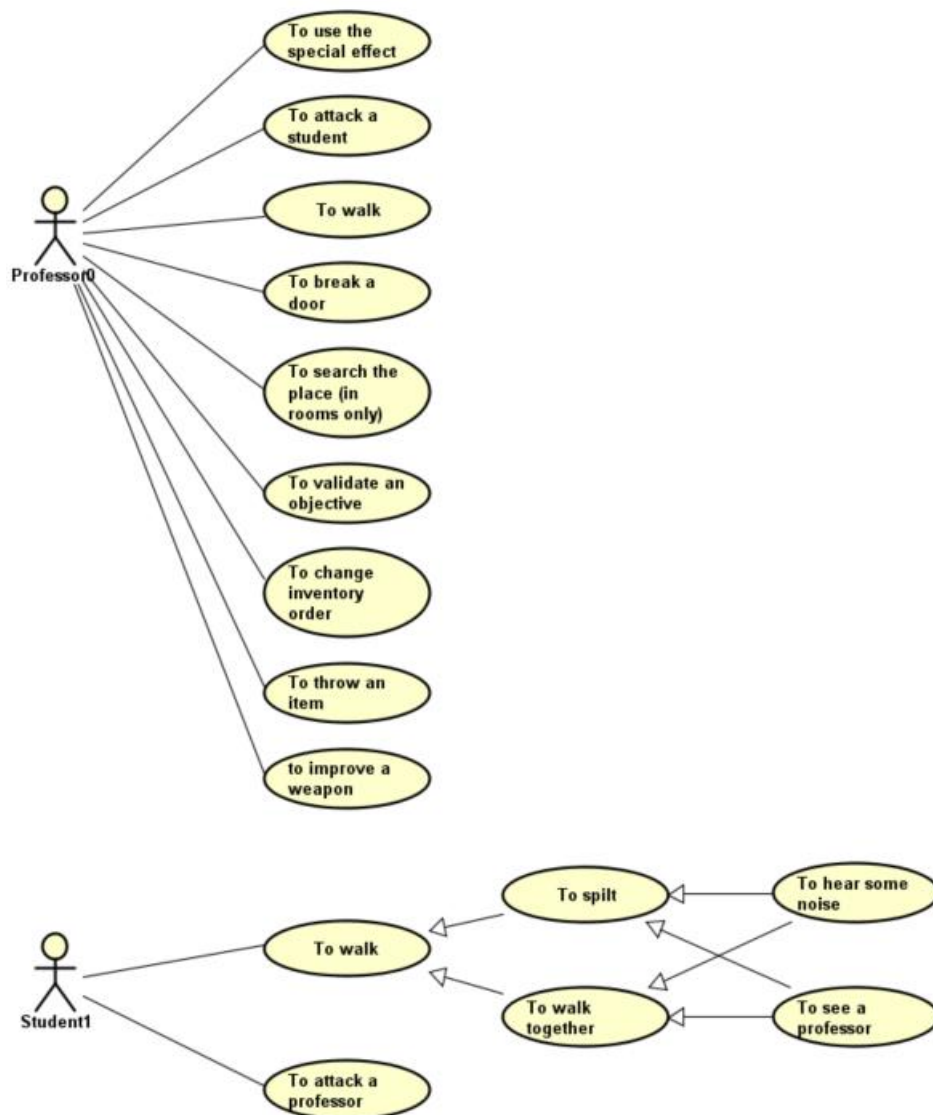 To use the
special effect
To attack a
student
To walk
Professor0
To break a
door
To search the
place (in
rooms only)
To validate an
objective
To change
inventory
order
To throw an
item
to improve a
weapon
To spilt
To hear some
noise
To walk
Student1
To walk
together
To see a
professor
To attack a
professor